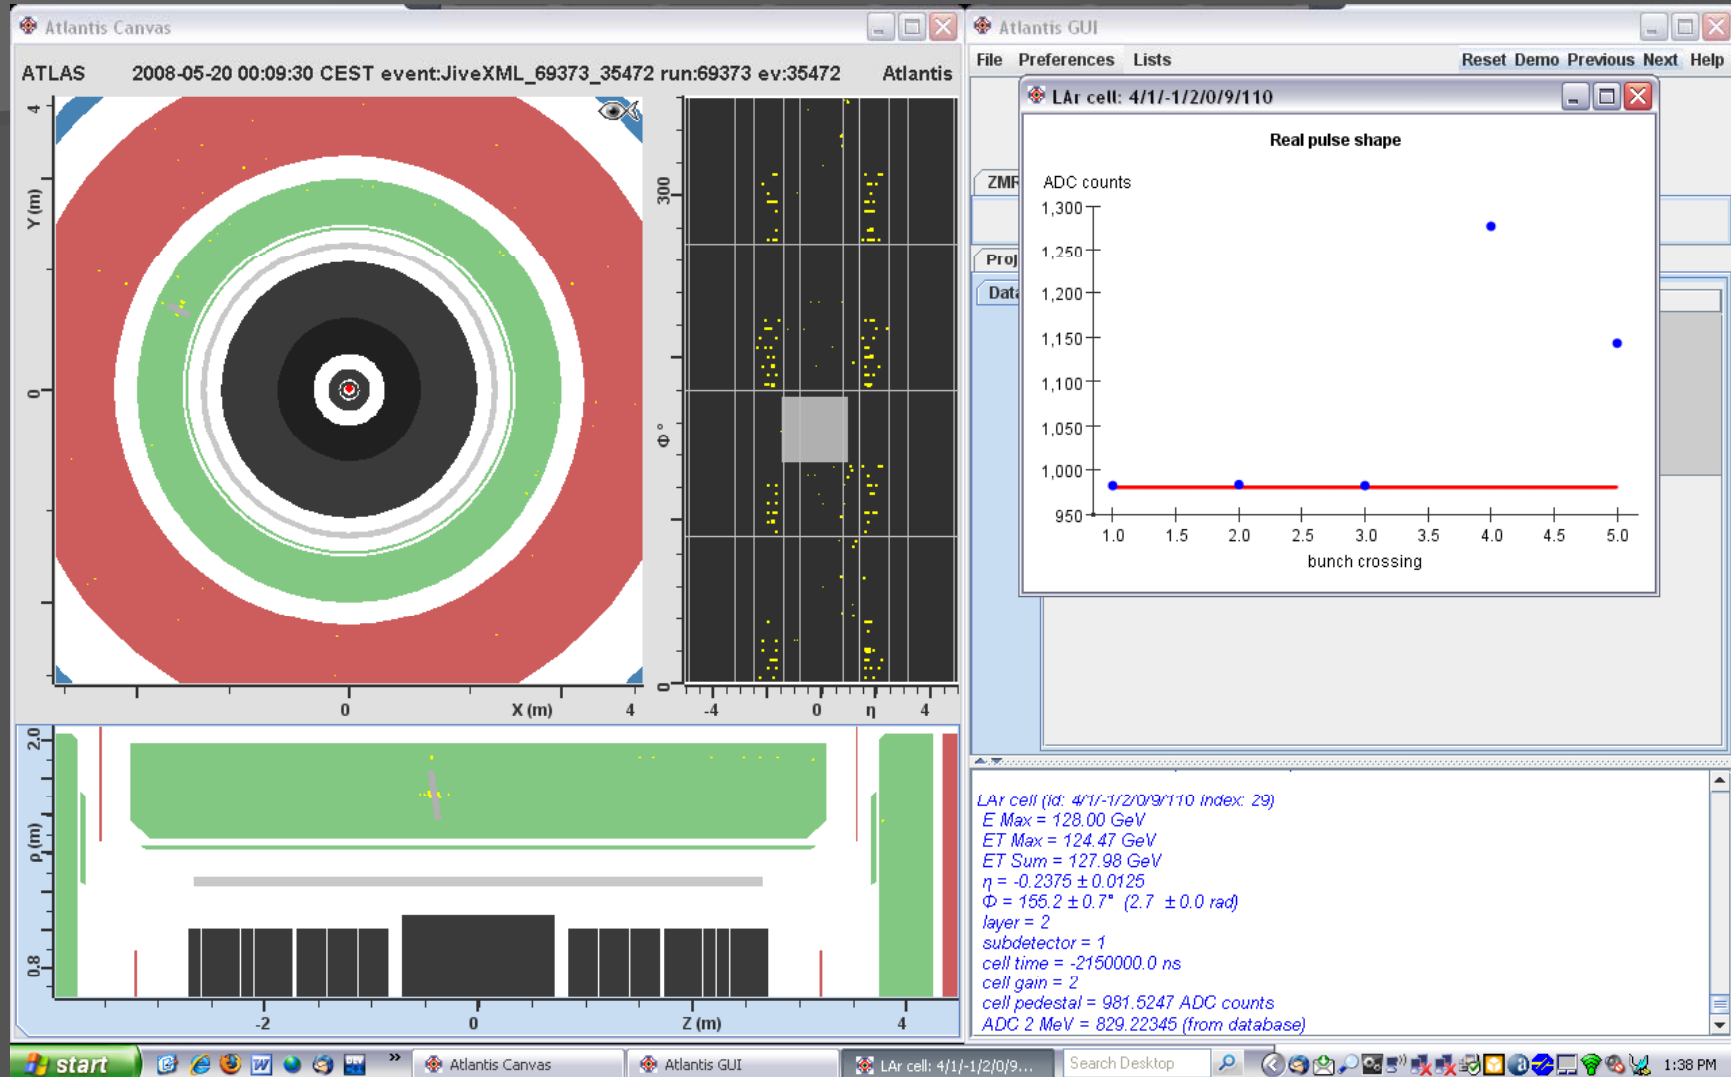 Atlantis Canvas
ATLAS 2008-05-20 00:09:30 CEST event:JiveXML_69373_35472 run:69373 ev:35472 Atlantis
4
Y (m)
0
0 X (m) 4
300
Φ °
0
-4 0 η 4
2.0
ρ (m)
0.8
-2 0 Z (m) 4
Atlantis GUI
File Preferences Lists Reset Demo Previous Next Help
ZMR
Proj
Data
LAr cell: 4/1/-1/2/0/9/110
Real pulse shape
ADC counts
1,300
1,250
1,200
1,150
1,100
1,050
1,000
950
1.0 1.5 2.0 2.5 3.0 3.5 4.0 4.5 5.0
bunch crossing
LAr cell (id: 4/1/-1/2/0/9/110 index: 29)
E Max = 128.00 GeV
ET Max = 124.47 GeV
ET Sum = 127.98 GeV
η = -0.2375 ± 0.0125
Φ = 155.2 ± 0.7° (2.7 ± 0.0 rad)
layer = 2
subdetector = 1
cell time = -2150000.0 ns
cell gain = 2
cell pedestal = 981.5247 ADC counts
ADC 2 MeV = 829.22345 (from database)
start » Atlantis Canvas Atlantis GUI LAr cell: 4/1/-1/2/0/9... Search Desktop 1:38 PM